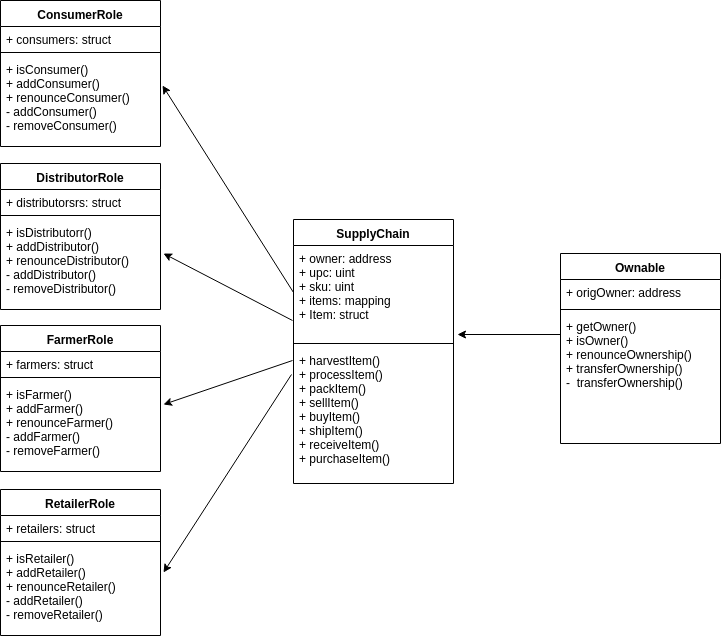 ConsumerRole
+ consumers: struct
+ isConsumer()
+ addConsumer()
+ renounceConsumer()
- addConsumer()
- removeConsumer()
DistributorRole
+ distributorsrs: struct
+ isDistributorr()
+ addDistributor()
+ renounceDistributor()
- addDistributor()
- removeDistributor()
FarmerRole
+ farmers: struct
+ isFarmer()
+ addFarmer()
+ renounceFarmer()
- addFarmer()
- removeFarmer()
RetailerRole
+ retailers: struct
+ isRetailer()
+ addRetailer()
+ renounceRetailer()
- addRetailer()
- removeRetailer()
SupplyChain
+ owner: address
+ upc: uint
+ sku: uint
+ items: mapping
+ Item: struct
+ harvestItem()
+ processItem()
+ packItem()
+ sellItem()
+ buyItem()
+ shipItem()
+ receiveItem()
+ purchaseItem()
Ownable
+ origOwner: address
+ getOwner()
+ isOwner()
+ renounceOwnership()
+ transferOwnership()
- transferOwnership()